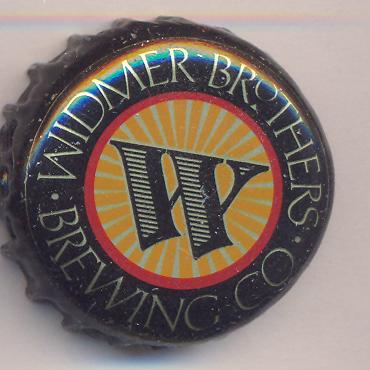 WIDMER BROTHERS
· BREWING CO. ·
W